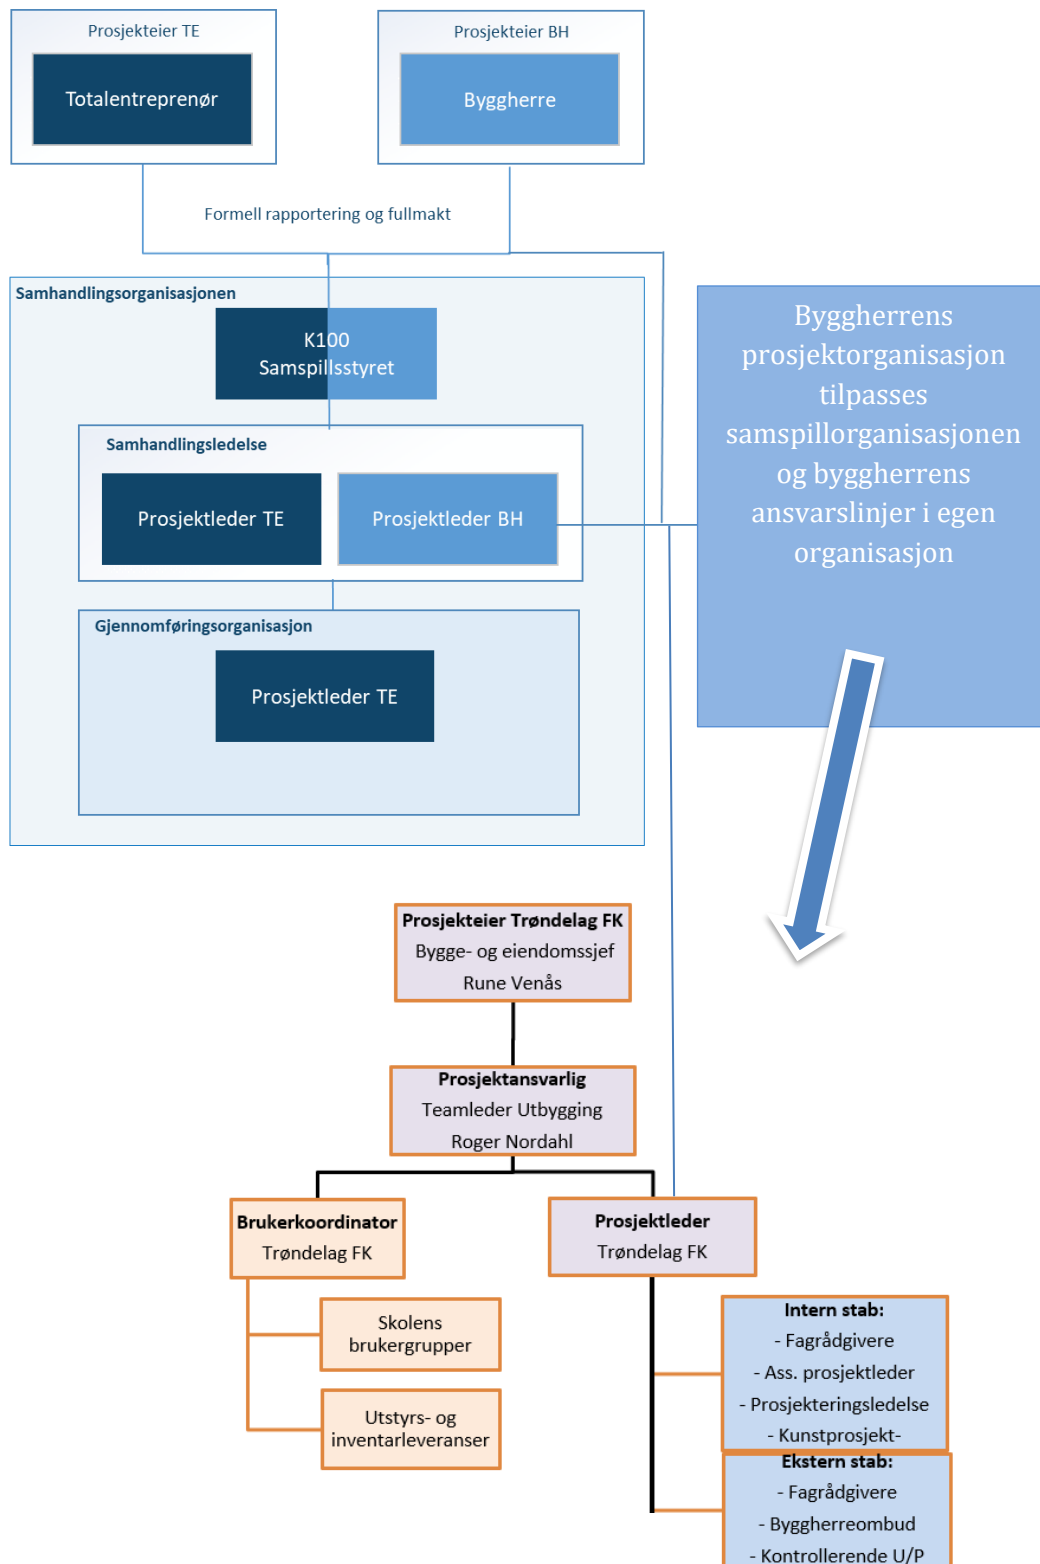 Prosjekteier TE
Totalentreprenør
Prosjekteier BH
Byggherre
Formell rapportering og fullmakt
Samhandlingsorganisasjonen
K100
Samspillsstyret
Samhandlingsledelse
Prosjektleder TE
Prosjektleder BH
Gjennomføringsorganisasjon
Prosjektleder TE
Byggherrens
prosjektorganisasjon
tilpasses
samspillorganisasjonen
og byggherrens
ansvarslinjer i egen
organisasjon
Prosjekteier Trøndelag FK
Bygge- og eiendomssjef
Rune Venås
Prosjektansvarlig
Teamleder Utbygging
Roger Nordahl
Brukerkoordinator
Trøndelag FK
Skolens
brukergrupper
Utstyrs- og
inventarleveranser
Prosjektleder
Trøndelag FK
Intern stab:
- Fagrådgivere
- Ass. prosjektleder
- Prosjekteringsledelse
- Kunstprosjekt-
Ekstern stab:
- Fagrådgivere
- Byggherreombud
- Kontrollerende U/P